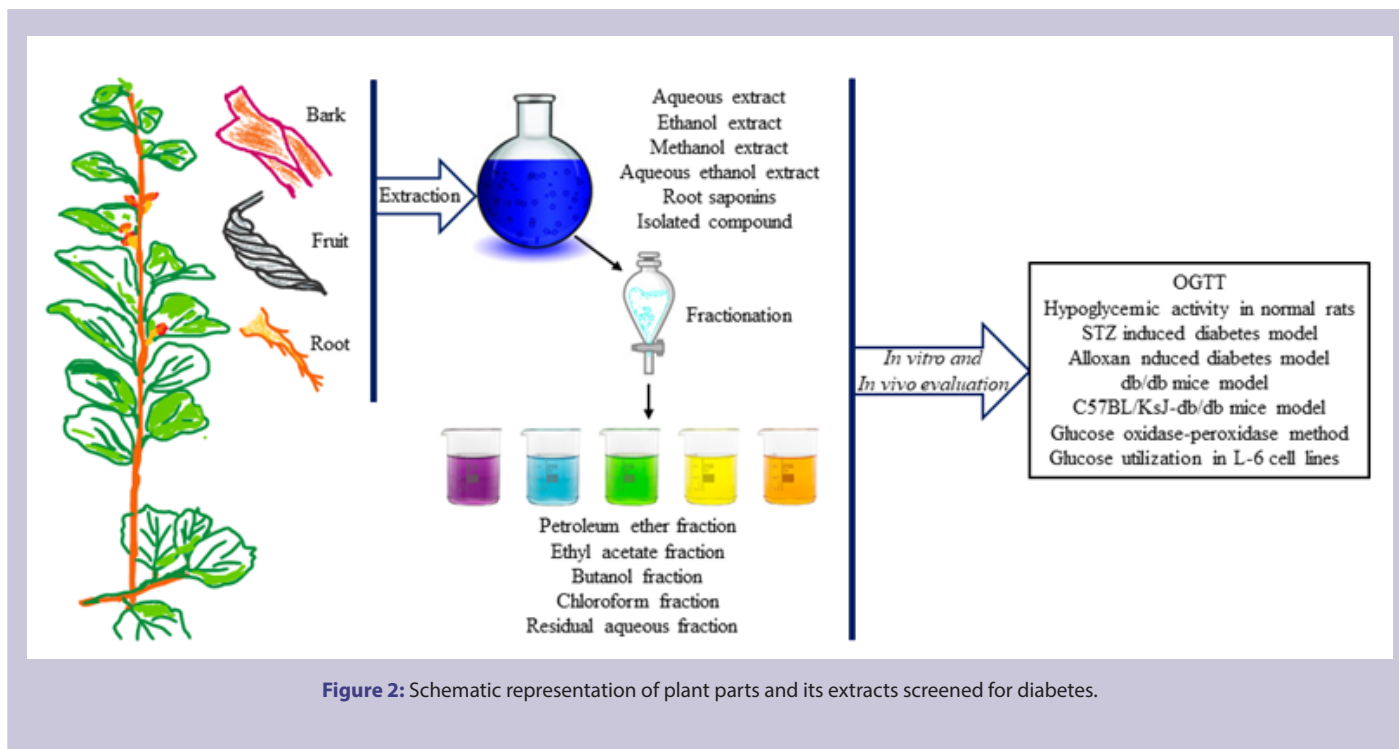 Bark
Fruit
Root
Extraction
Aqueous extract
Ethanol extract
Methanol extract
Aqueous ethanol extract
Root saponins
Isolated compound
Fractionation
Petroleum ether fraction
Ethyl acetate fraction
Butanol fraction
Chloroform fraction
Residual aqueous fraction
In vitro and
In vivo evaluation
OGTT
Hypoglycemic activity in normal rats
STZ induced diabetes model
Alloxan nduced diabetes model
db/db mice model
C57BL/KsJ-db/db mice model
Glucose oxidase-peroxidase method
Glucose utilization in L-6 cell lines
Figure 2: Schematic representation of plant parts and its extracts screened for diabetes.